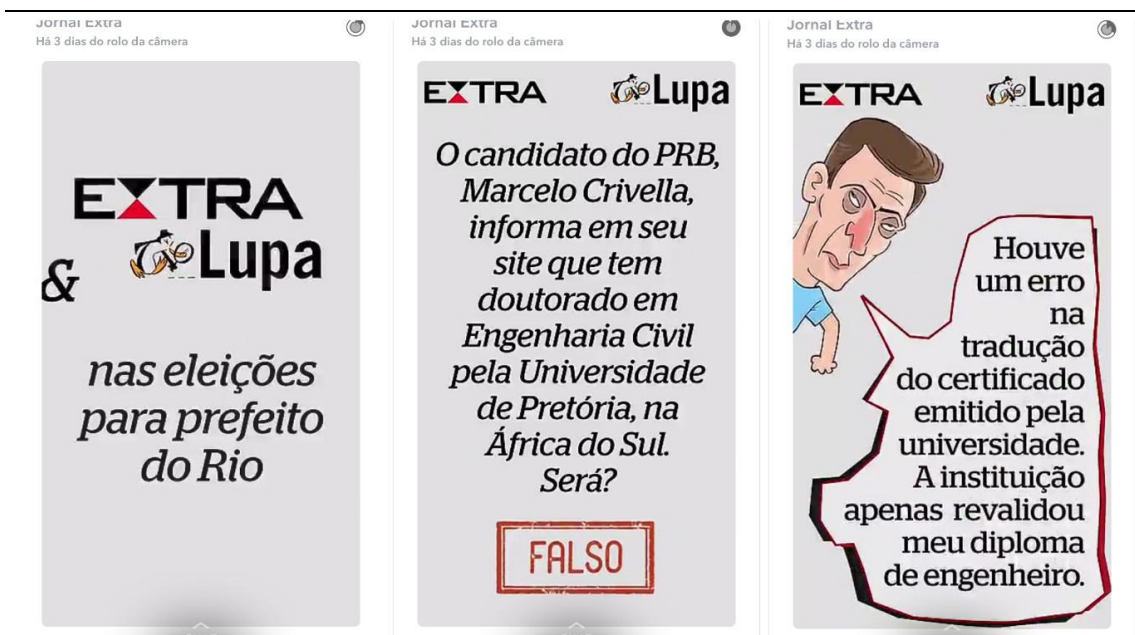 Jornal Extra
Há 3 dias do rolo da câmera
EXTRA
& Lupa
nas eleições
para prefeito
do Rio
Jornal Extra
Há 3 dias do rolo da câmera
EXTRA Lupa
O candidato do PRB,
Marcelo Crivella,
informa em seu
site que tem
doutorado em
Engenharia Civil
pela Universidade
de Pretória, na
África do Sul.
Será?
FALSO
Jornal Extra
Há 3 dias do rolo da câmera
EXTRA Lupa
Houve
um erro
na
tradução
do certificado
emitido pela
universidade.
A instituição
apenas revalidou
meu diploma
de engenheiro.